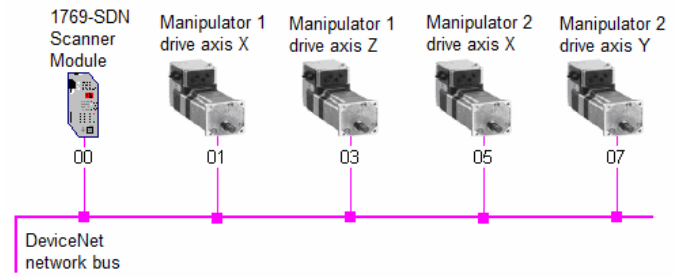 1769-SDN
Scanner
Module
Manipulator 1
drive axis X
Manipulator 1
drive axis Z
Manipulator 2
drive axis X
Manipulator 2
drive axis Y
00
01
03
05
07
DeviceNet
network bus